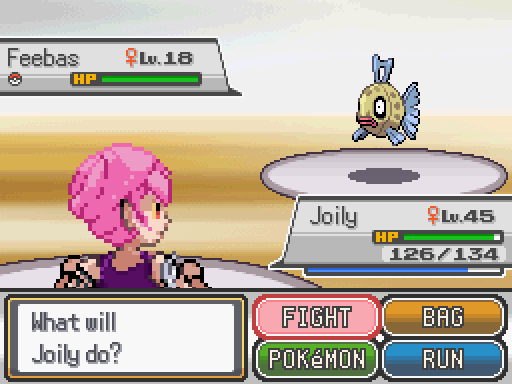 Feebas ♀Lv.18
HP
Joily ♀Lv.45
HP
126/134
What will
Joily do?
FIGHT
BAG
POKéMON
RUN